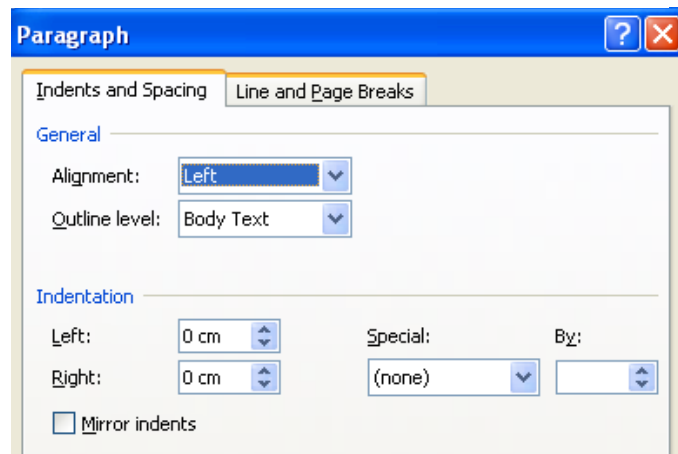 Paragraph ?
Indents and Spacing Line and Page Breaks
General
Alignment: Left
Outline level: Body Text
Indentation
Left: 0 cm Special: By:
Right: 0 cm (none)
Mirror indents